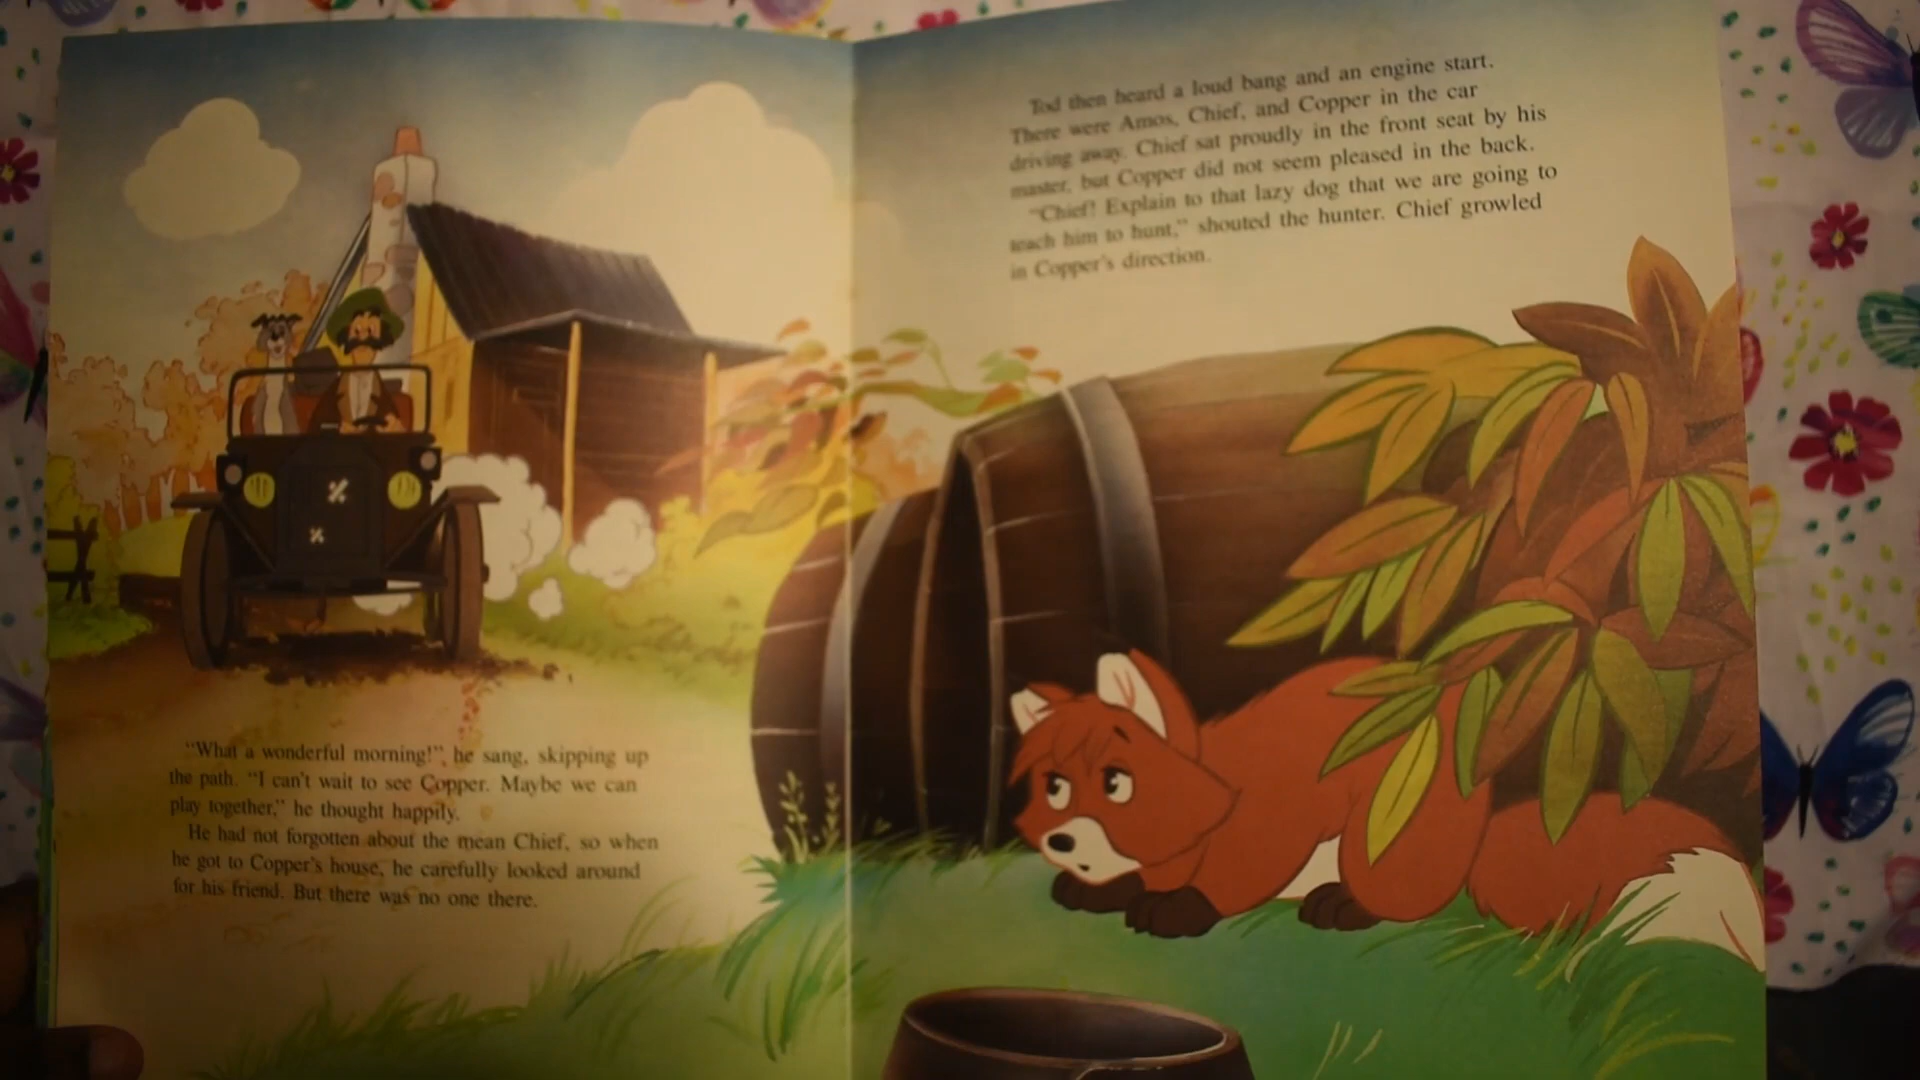 “What a wonderful morning!”, he sang, skipping up
the path. “I can't wait to see Copper. Maybe we can
play together,” he thought happily.
He had not forgotten about the mean Chief, so when
he got to Copper's house, he carefully looked around
for his friend. But there was no one there.
Tod then heard a loud bang and an engine start.
There were Amos, Chief, and Copper in the car
driving away. Chief sat proudly in the front seat by his
master, but Copper did not seem pleased in the back.
“Chief! Explain to that lazy dog that we are going to
teach him to hunt,” shouted the hunter. Chief growled
in Copper's direction.